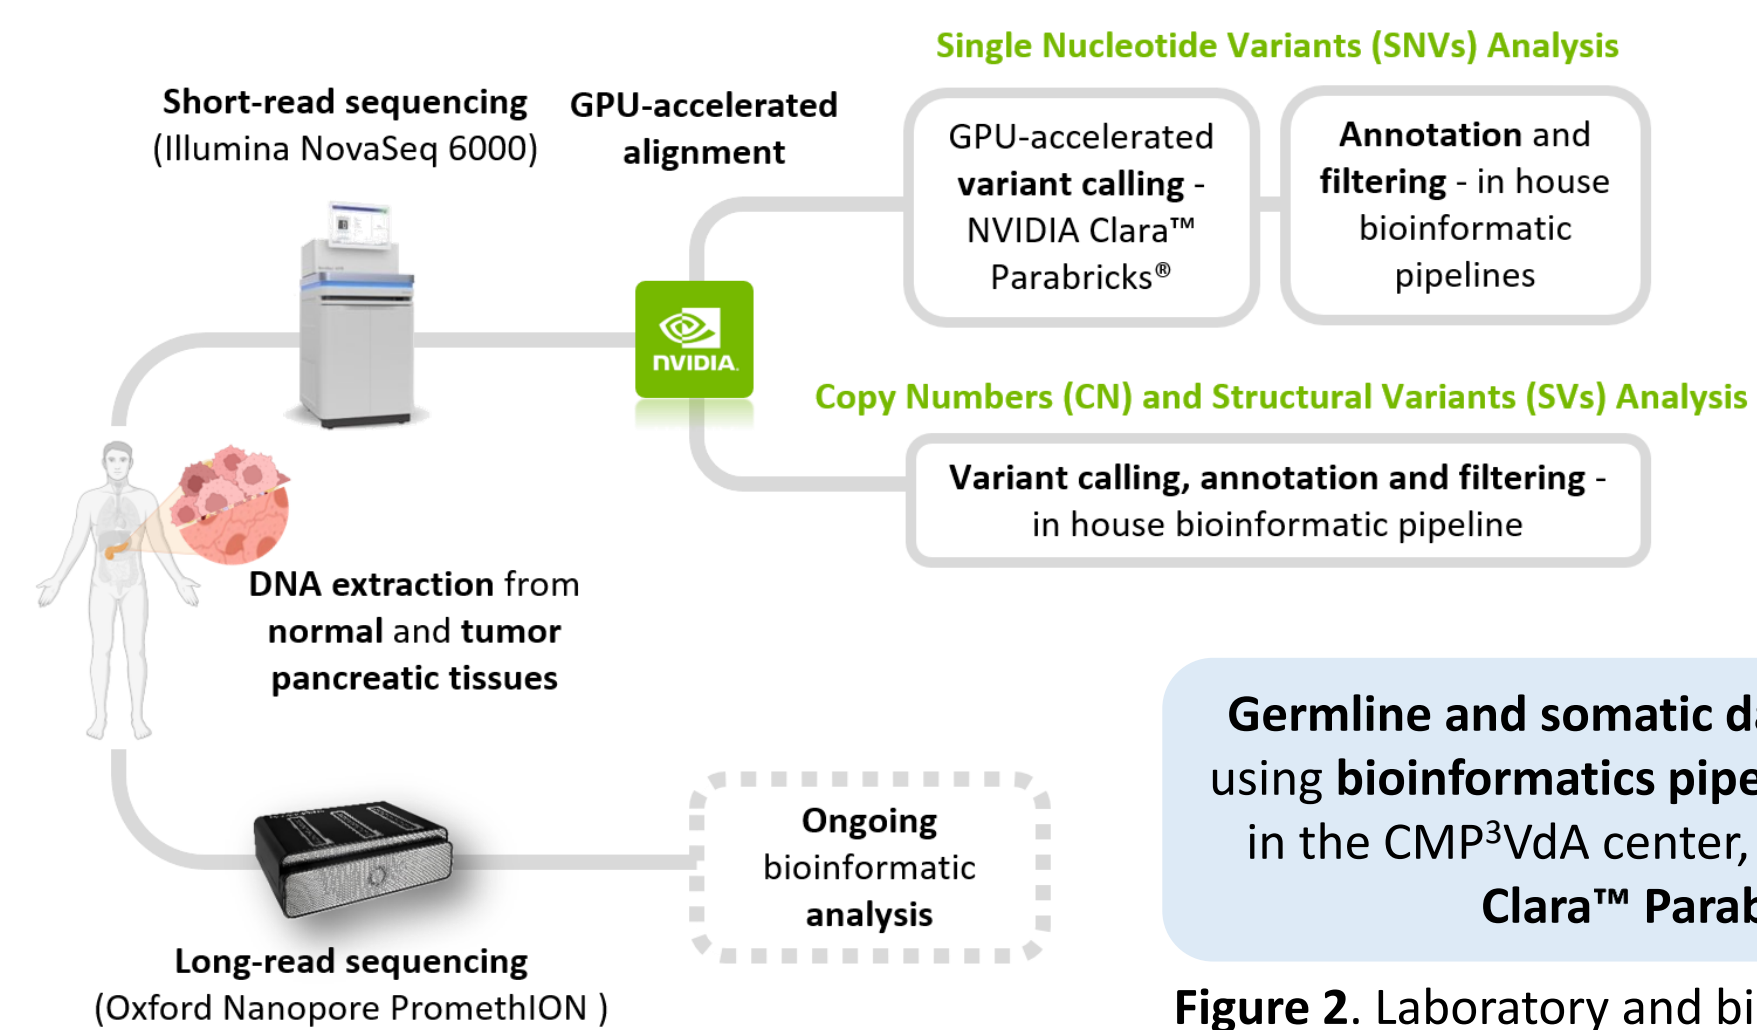 Single Nucleotide Variants (SNVs) Analysis
Short-read sequencing
(Illumina NovaSeq 6000)
GPU-accelerated
alignment
GPU-accelerated
variant calling -
NVIDIA Clara™
Parabricks®
Annotation and
filtering - in house
bioinformatic
pipelines
NVIDIA.
Copy Numbers (CN) and Structural Variants (SVs) Analysis
Variant calling, annotation and filtering -
in house bioinformatic pipeline
DNA extraction from
normal and tumor
pancreatic tissues
Ongoing
bioinformatic
analysis
Long-read sequencing
(Oxford Nanopore PromethION )
Germline and somatic
using bioinformatics
in the CMP³VdA center,
Clara™
Figure 2. Laboratory and